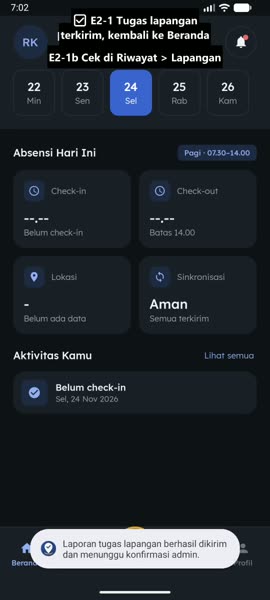 7:02
☑ E2-1 Tugas lapangan
terkirim, kembali ke Beranda
RK
E2-1b Cek di Riwayat > Lapangan
22 23 24 25 26
Min Sen Sel Rab Kam
Absensi Hari Ini
Pagi · 07.30–14.00
Check-in
--.--
Belum check-in
Check-out
--.--
Batas 14.00
Lokasi
-
Belum ada data
Sinkronisasi
Aman
Semua terkirim
Aktivitas Kamu
Lihat semua
Belum check-in
Sel, 24 Nov 2026
Laporan tugas lapangan berhasil dikirim
dan menunggu konfirmasi admin.